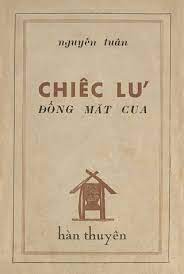 nguyễn tuân
CHIẾC LƯ
ĐỒNG MẮT CUA
hàn thuyên